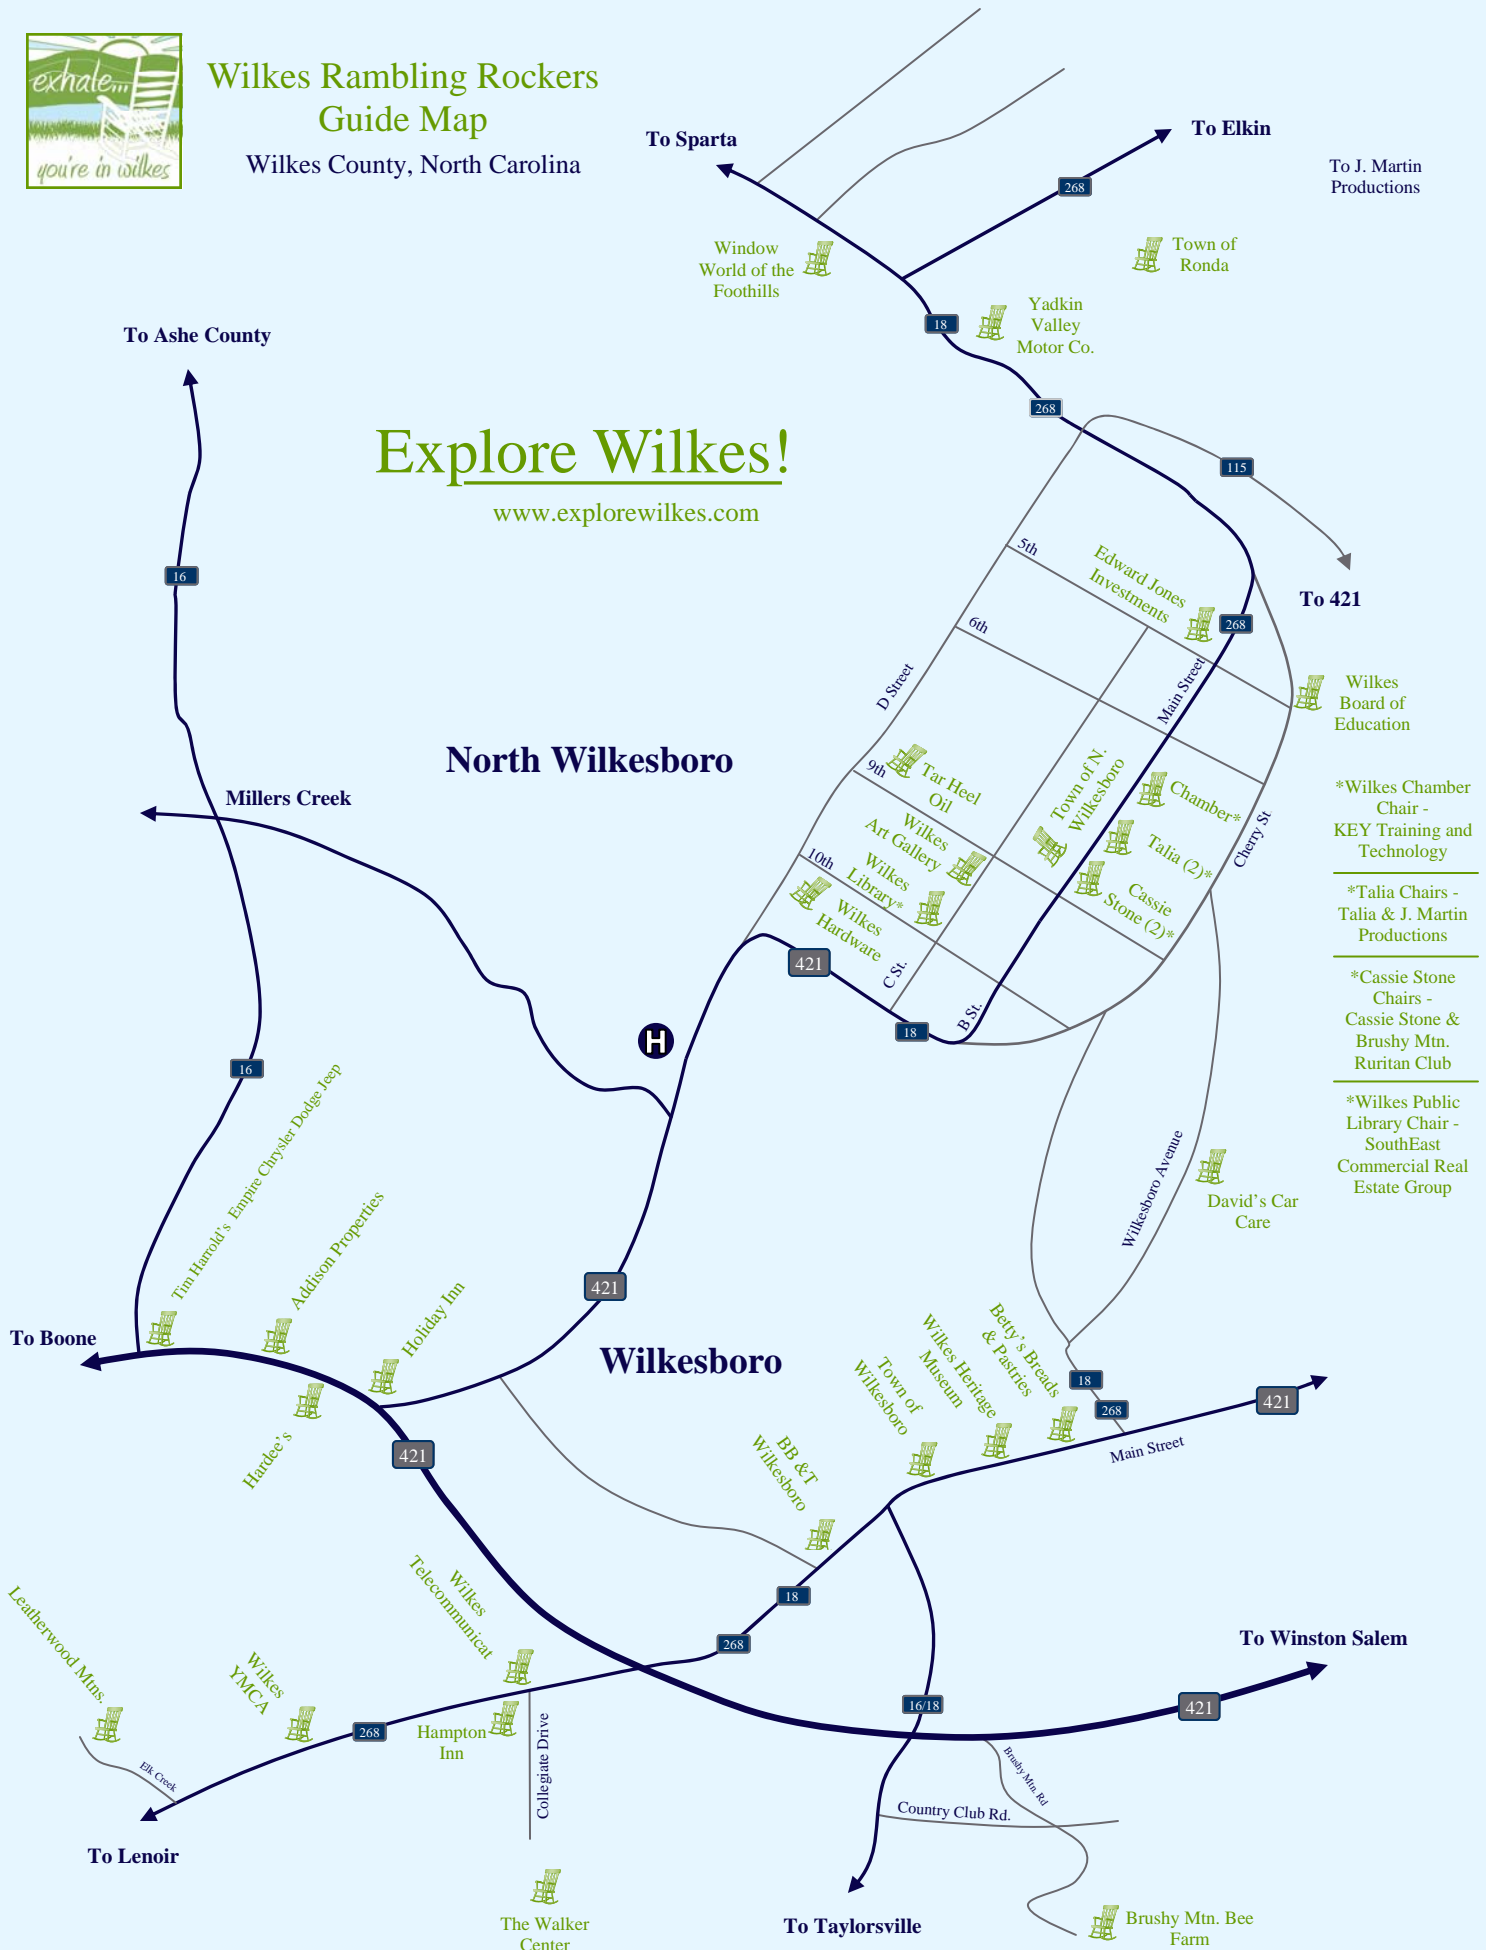 exhale...
you're in wilkes
Wilkes Rambling Rockers
Guide Map
Wilkes County, North Carolina
To Sparta
To Elkin
268
To J. Martin
Productions
Window
World of the
Foothills
Town of
Ronda
18
Yadkin
Valley
Motor Co.
To Ashe County
268
Explore Wilkes!
www.explorewilkes.com
115
To 421
16
5th
Edward Jones
Investments
268
6th
D Street
Main Street
Wilkes
Board of
Education
North Wilkesboro
Millers Creek
9th
Tar Heel
Oil
Town of N.
Wilkesboro
Chamber*
Talia (2)*
Cherry St
Wilkes
Art Gallery
10th
Wilkes
Library*
Cassie
Stone (2)*
Wilkes
Hardware
421
C St.
B St.
18
H
*Wilkes Chamber
Chair -
KEY Training and
Technology
*Talia Chairs -
Talia & J. Martin
Productions
*Cassie Stone
Chairs -
Cassie Stone &
Brushy Mtn.
Ruritan Club
*Wilkes Public
Library Chair -
SouthEast
Commercial Real
Estate Group
16
Tim Harrold's Empire Chrysler Dodge Jeep
Addison Properties
Holiday Inn
421
Wilkesboro Avenue
David's Car
Care
To Boone
Wilkesboro
Hardee's
421
Town of
Wilkesboro
Wilkes Heritage
Museum
Betty's Breads
& Pastries
18
268
421
Main Street
BB &T
Wilkesboro
18
268
Wilkes
Telecommunicat
Leatherwood Mtns.
Wilkes
YMCA
268
Elk Creek
Hampton
Inn
Collegiate Drive
To Winston Salem
16/18
421
Brushy Mtn. Rd
Country Club Rd.
To Lenoir
The Walker
Center
To Taylorsville
Brushy Mtn. Bee
Farm